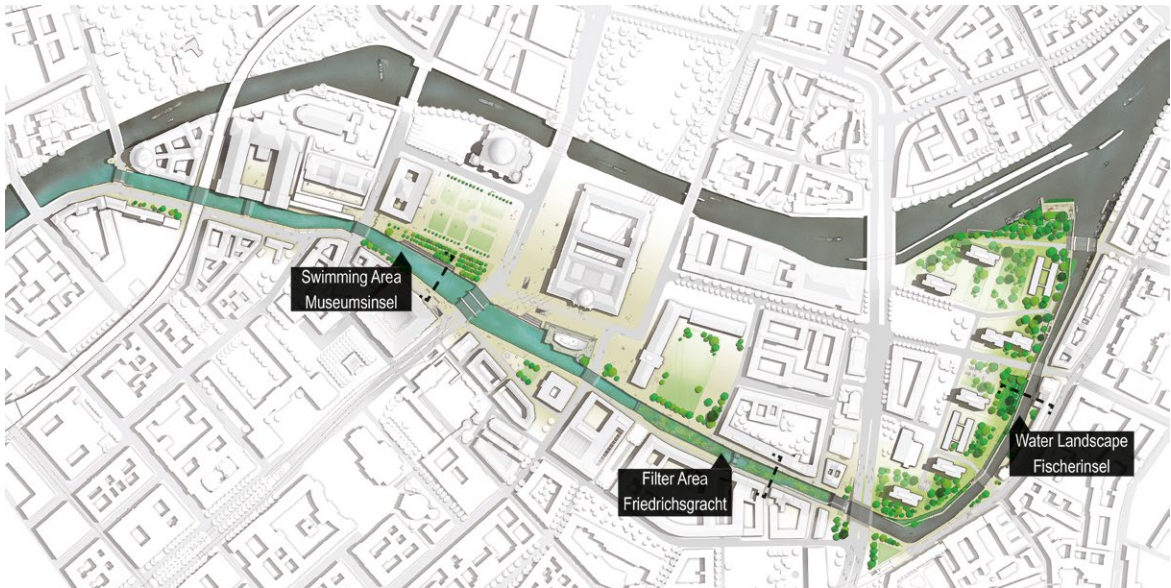 Swimming Area
Museumsinsel
Filter Area
Friedrichsgracht
Water Landscape
Fischerinsel